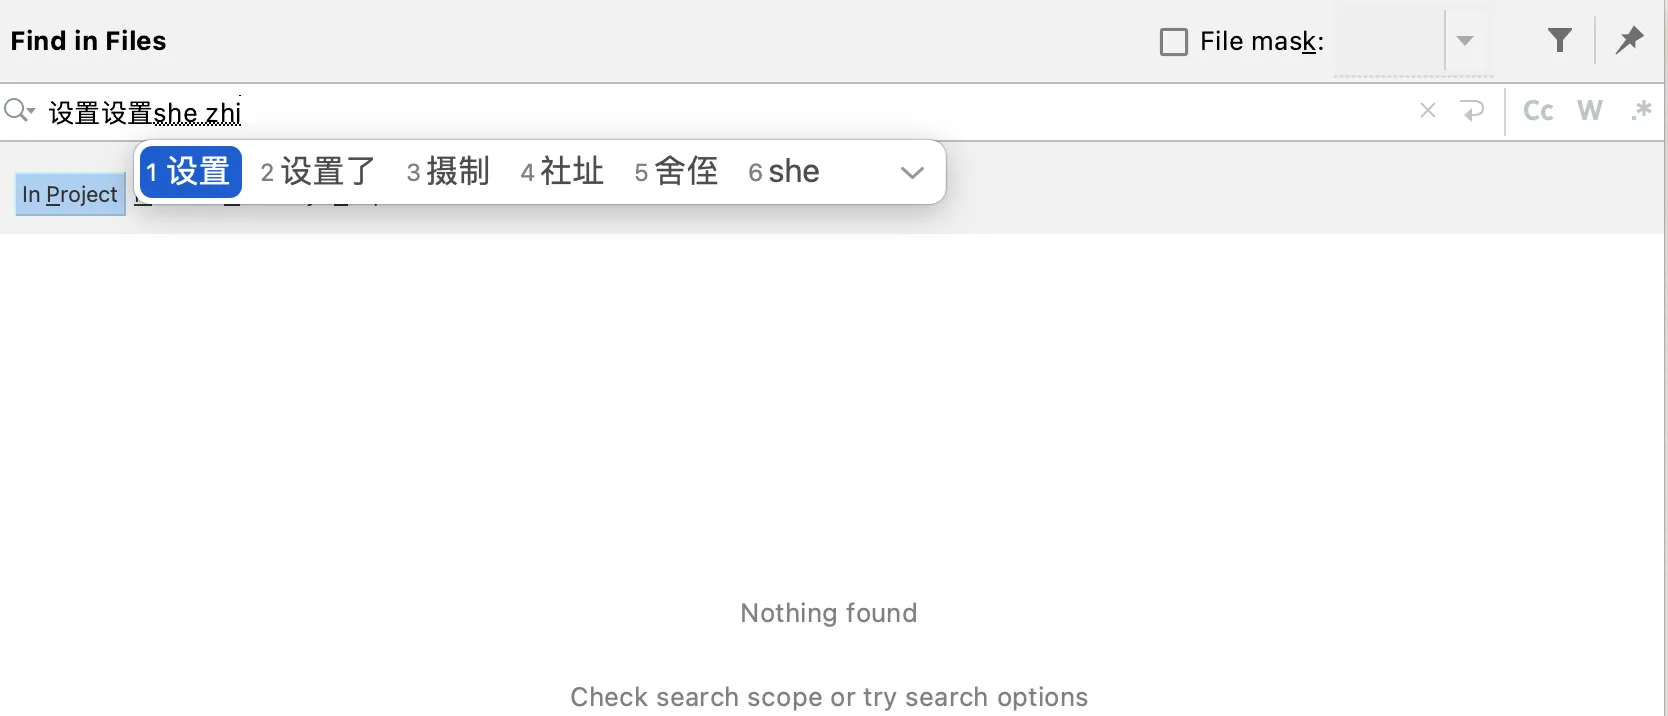 Find in Files File mask:
设置设置she zhi Cc W .*
1 设置 2 设置了 3 摄制 4 社址 5 舍侄 6 she
In Project
Nothing found
Check search scope or try search options